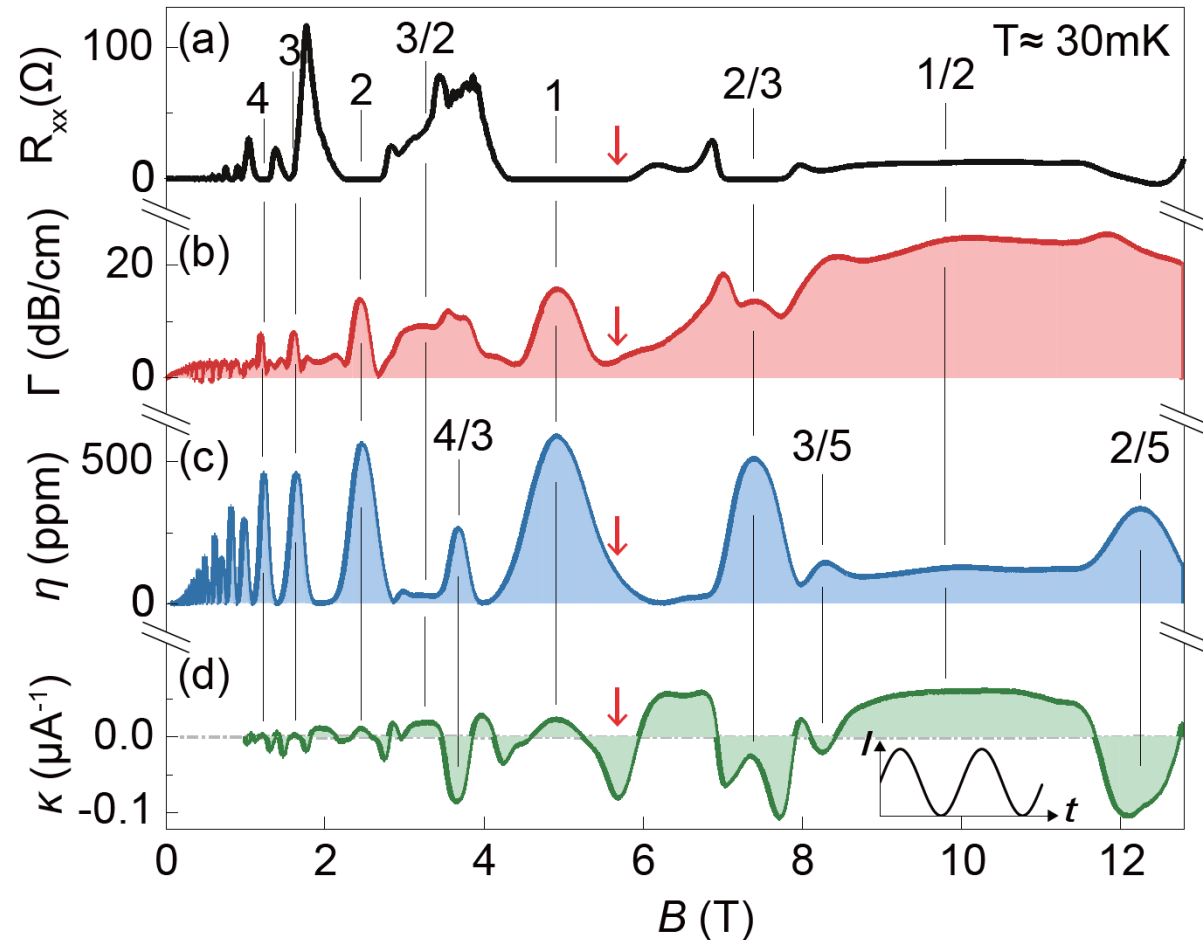 (a)
T≈ 30mK
100
0
Rxx(Ω)
4
3
2
3/2
1
2/3
1/2
(b)
20
0
Γ (dB/cm)
(c)
500
0
η (ppm)
4/3
3/5
2/5
(d)
0.0
-0.1
κ (µA⁻¹)
I
t
0
2
4
6
8
10
12
B (T)